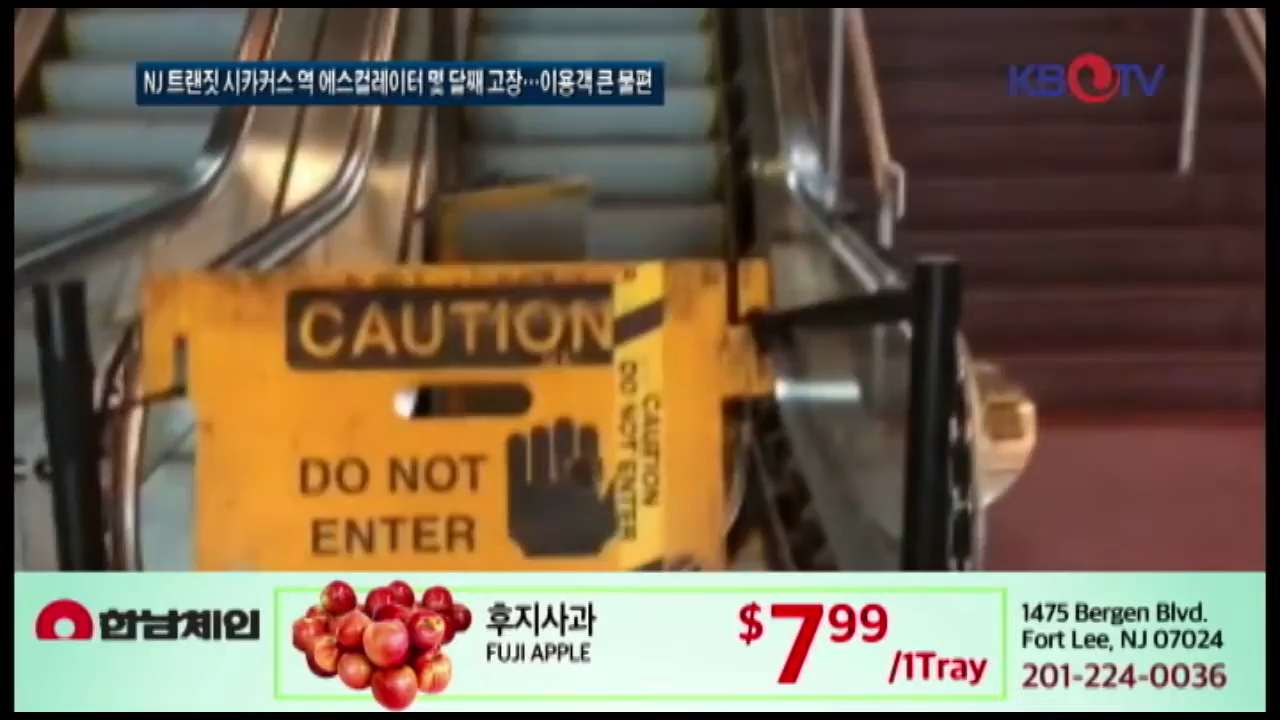 NJ 트랜짓 시카커스 역 에스컬레이터 몇 달째 고장…이용객 큰 불편
KBTV
CAUTION
DO NOT
ENTER
CAUTION
DO NOT ENTER
한남체인
후지사과
FUJI APPLE
$7.99
/1Tray
1475 Bergen Blvd.
Fort Lee, NJ 07024
201-224-0036